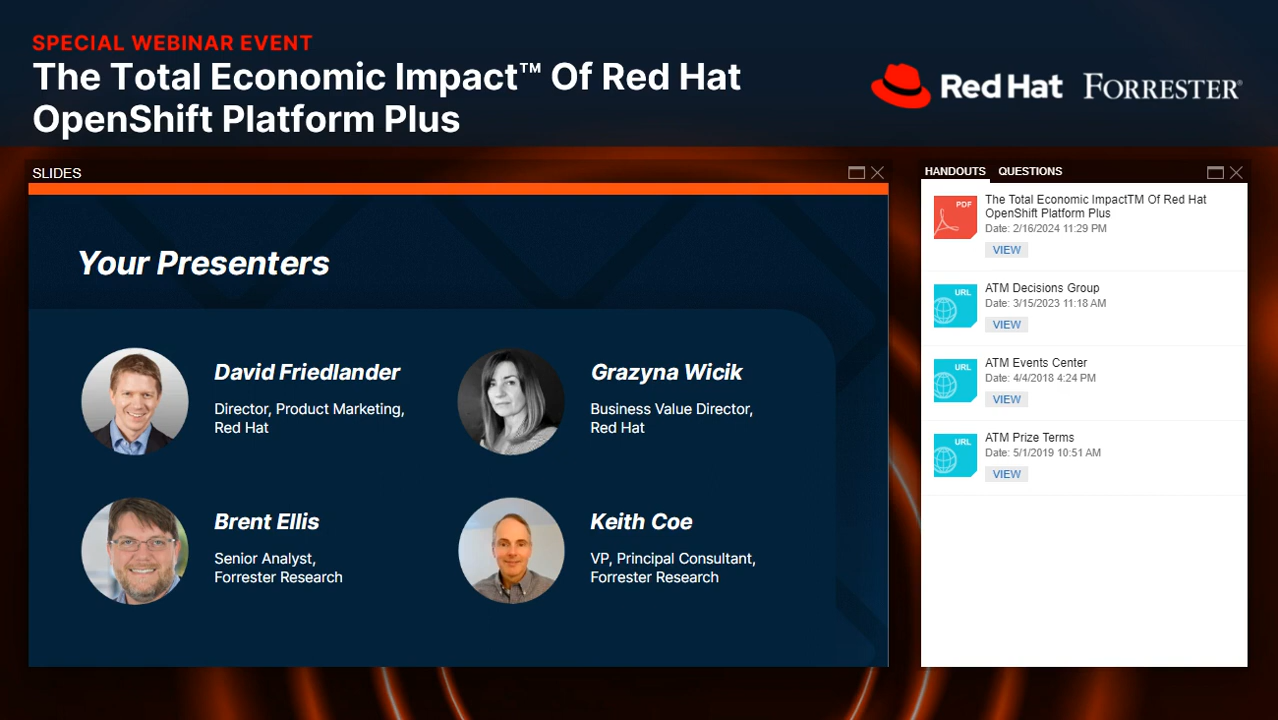 SPECIAL WEBINAR EVENT
The Total Economic Impact™ Of Red Hat
OpenShift Platform Plus
Red Hat
FORRESTER®
SLIDES
Your Presenters
David Friedlander
Director, Product Marketing,
Red Hat
Grazyna Wicik
Business Value Director,
Red Hat
Brent Ellis
Senior Analyst,
Forrester Research
Keith Coe
VP, Principal Consultant,
Forrester Research
HANDOUTS QUESTIONS
PDF
The Total Economic ImpactTM Of Red Hat
OpenShift Platform Plus
Date: 2/16/2024 11:29 PM
VIEW
URL
ATM Decisions Group
Date: 3/15/2023 11:18 AM
VIEW
URL
ATM Events Center
Date: 4/4/2018 4:24 PM
VIEW
URL
ATM Prize Terms
Date: 5/1/2019 10:51 AM
VIEW